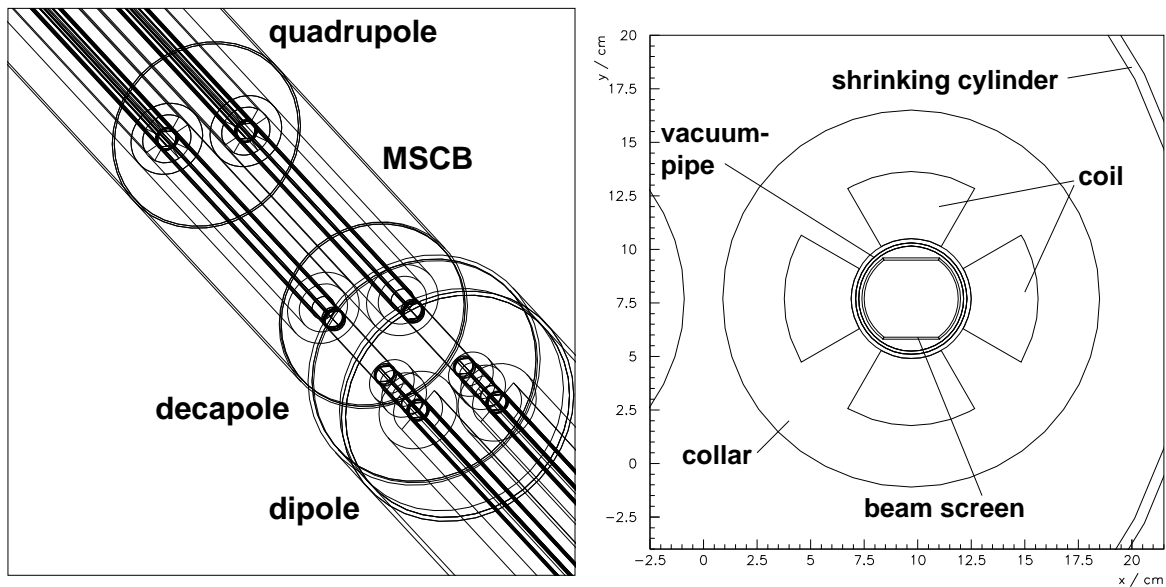 quadrupole
MSCB
decapole
dipole
y / cm
20
17.5
15
12.5
10
7.5
5
2.5
0
-2.5
shrinking cylinder
vacuum-
pipe
coil
collar
beam screen
-2.5 0 2.5 5 7.5 10 12.5 15 17.5 20
x / cm